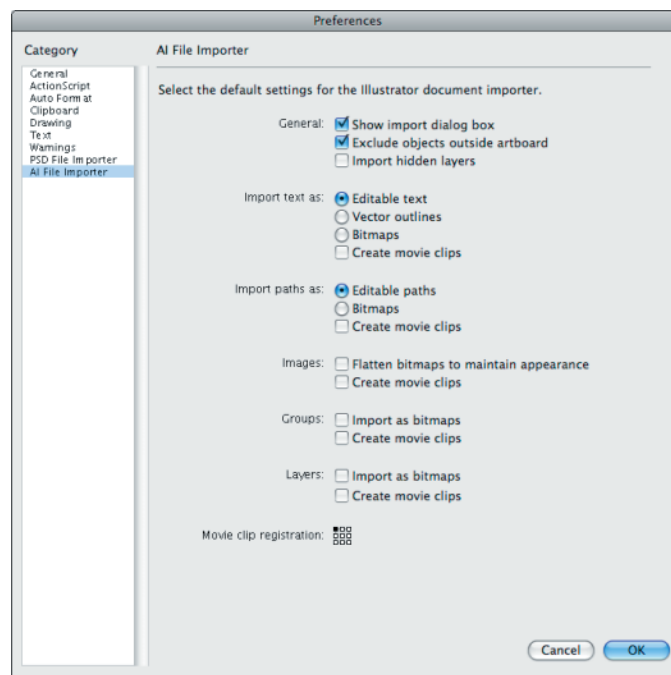 Preferences
Category
General
ActionScript
Auto Format
Clipboard
Drawing
Text
Warnings
PSD File Importer
AI File Importer
AI File Importer
Select the default settings for the Illustrator document importer.
General: Show import dialog box
Exclude objects outside artboard
Import hidden layers
Import text as: Editable text
Vector outlines
Bitmaps
Create movie clips
Import paths as: Editable paths
Bitmaps
Create movie clips
Images: Flatten bitmaps to maintain appearance
Create movie clips
Groups: Import as bitmaps
Create movie clips
Layers: Import as bitmaps
Create movie clips
Movie clip registration:
Cancel OK